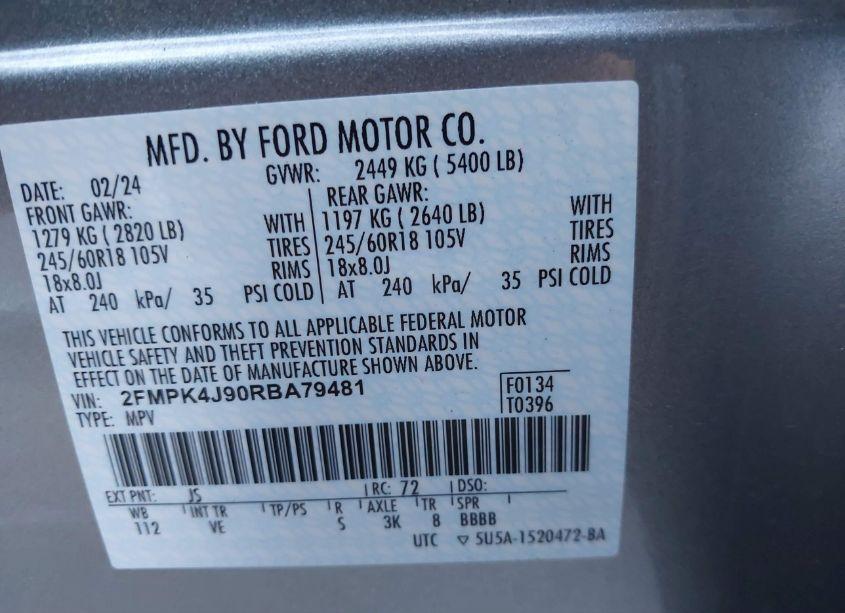 MFD. BY FORD MOTOR CO.
DATE: 02/24 GVWR: 2449 KG ( 5400 LB)
FRONT GAWR: REAR GAWR:
1279 KG ( 2820 LB) WITH 1197 KG ( 2640 LB) WITH
245/60R18 105V TIRES 245/60R18 105V TIRES
18x8.0J RIMS 18x8.0J RIMS
AT 240 kPa/ 35 PSI COLD AT 240 kPa/ 35 PSI COLD
THIS VEHICLE CONFORMS TO ALL APPLICABLE FEDERAL MOTOR
VEHICLE SAFETY AND THEFT PREVENTION STANDARDS IN
EFFECT ON THE DATE OF MANUFACTURE SHOWN ABOVE.
VIN: 2FMPK4J90RBA79481 F0134
TYPE: MPV T0396
EXT PNT: JS RC: 72 DSO:
WB INT TR TP/PS R AXLE TR SPR
112 VE S 3K 8 BBBB
UTC ▽ 5U5A-1520472-BA